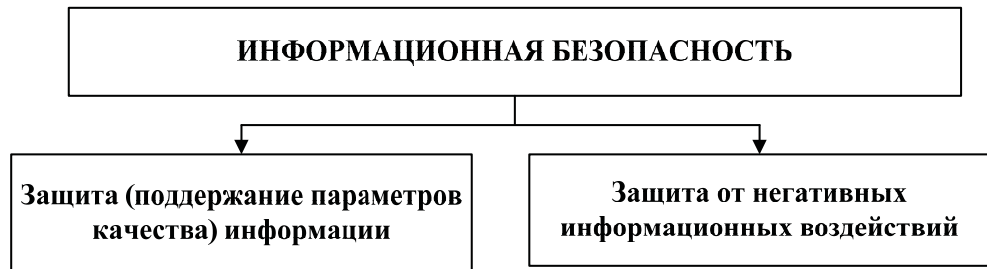 ИНФОРМАЦИОННАЯ БЕЗОПАСНОСТЬ
Защита (поддержание параметров
качества) информации
Защита от негативных
информационных воздействий